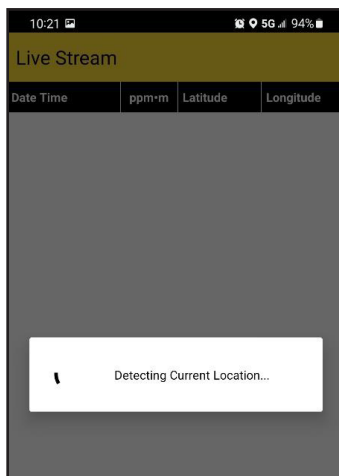 10:21 5G 94%
Live Stream
Date Time ppm•m Latitude Longitude
Detecting Current Location...